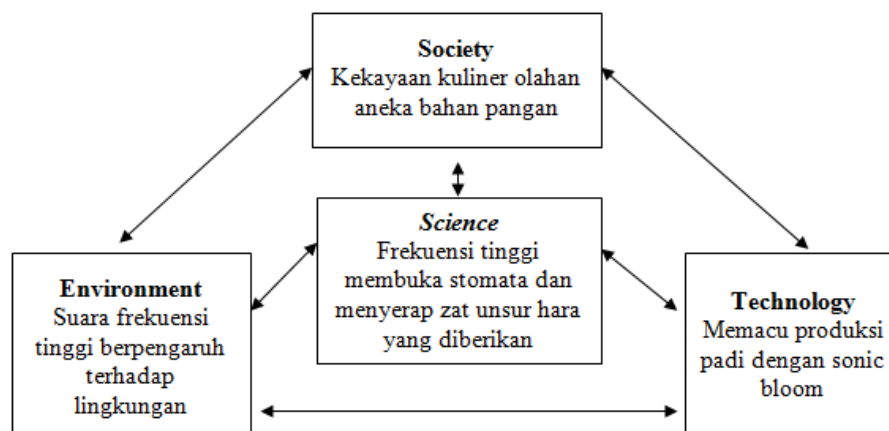 Society
Kekayaan kuliner olahan
aneka bahan pangan
Science
Frekuensi tinggi
membuka stomata dan
menyerap zat unsur hara
yang diberikan
Environment
Suara frekuensi
tinggi berpengaruh
terhadap
lingkungan
Technology
Memacu produksi
padi dengan sonic
bloom